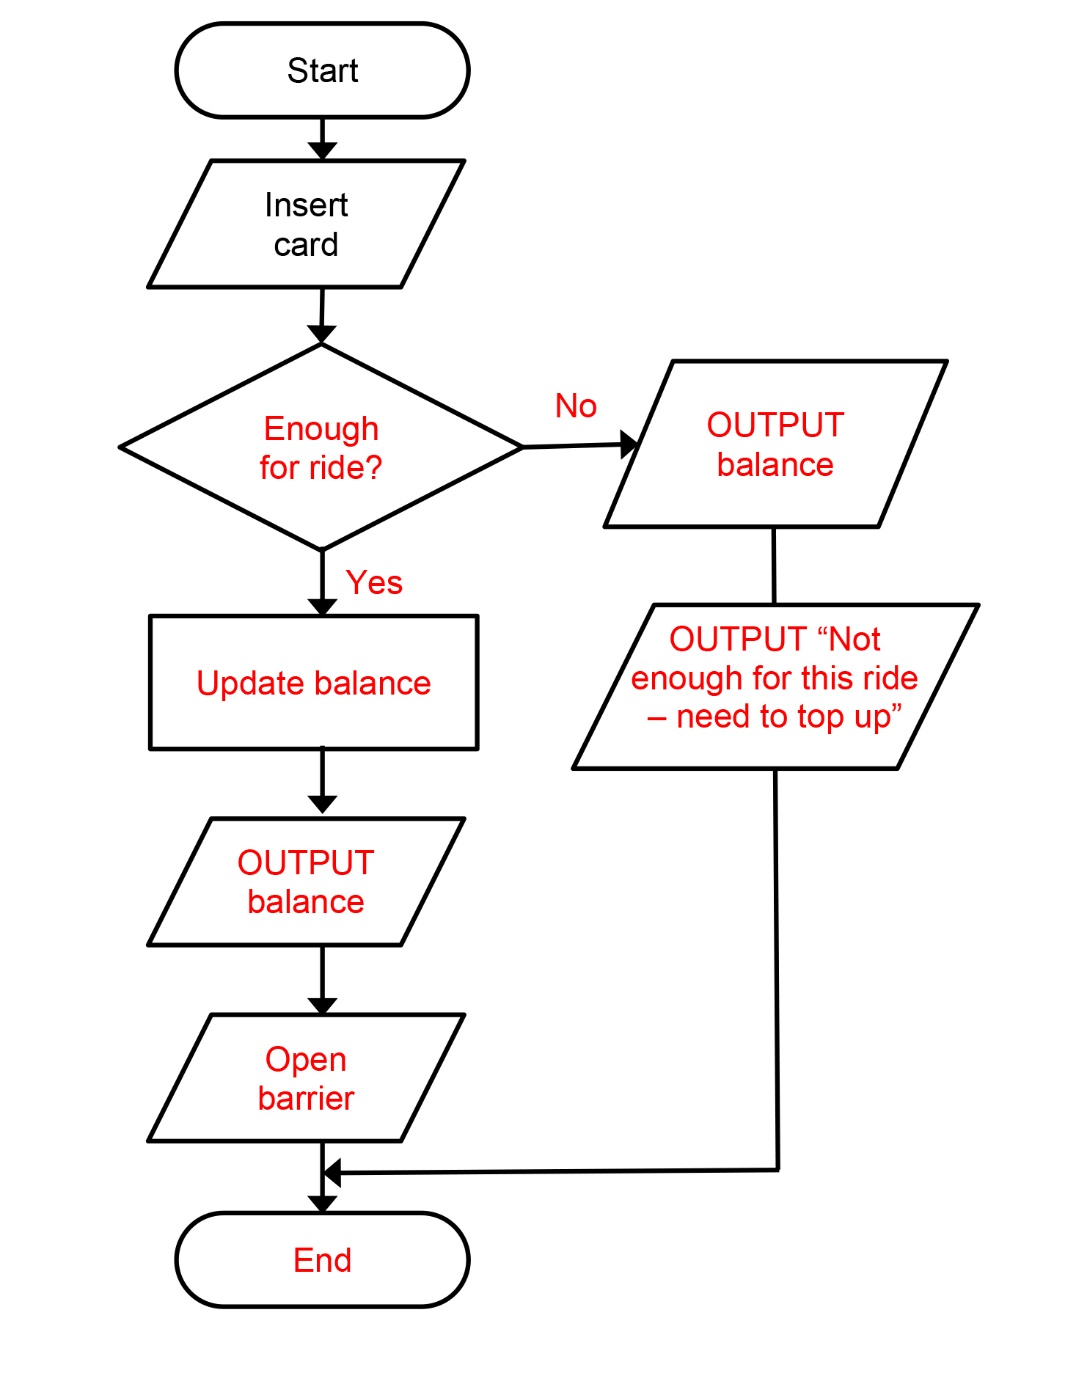 Start
Insert
card
Enough
for ride?
No
OUTPUT
balance
Yes
OUTPUT “Not
enough for this ride
– need to top up”
Update balance
OUTPUT
balance
Open
barrier
End